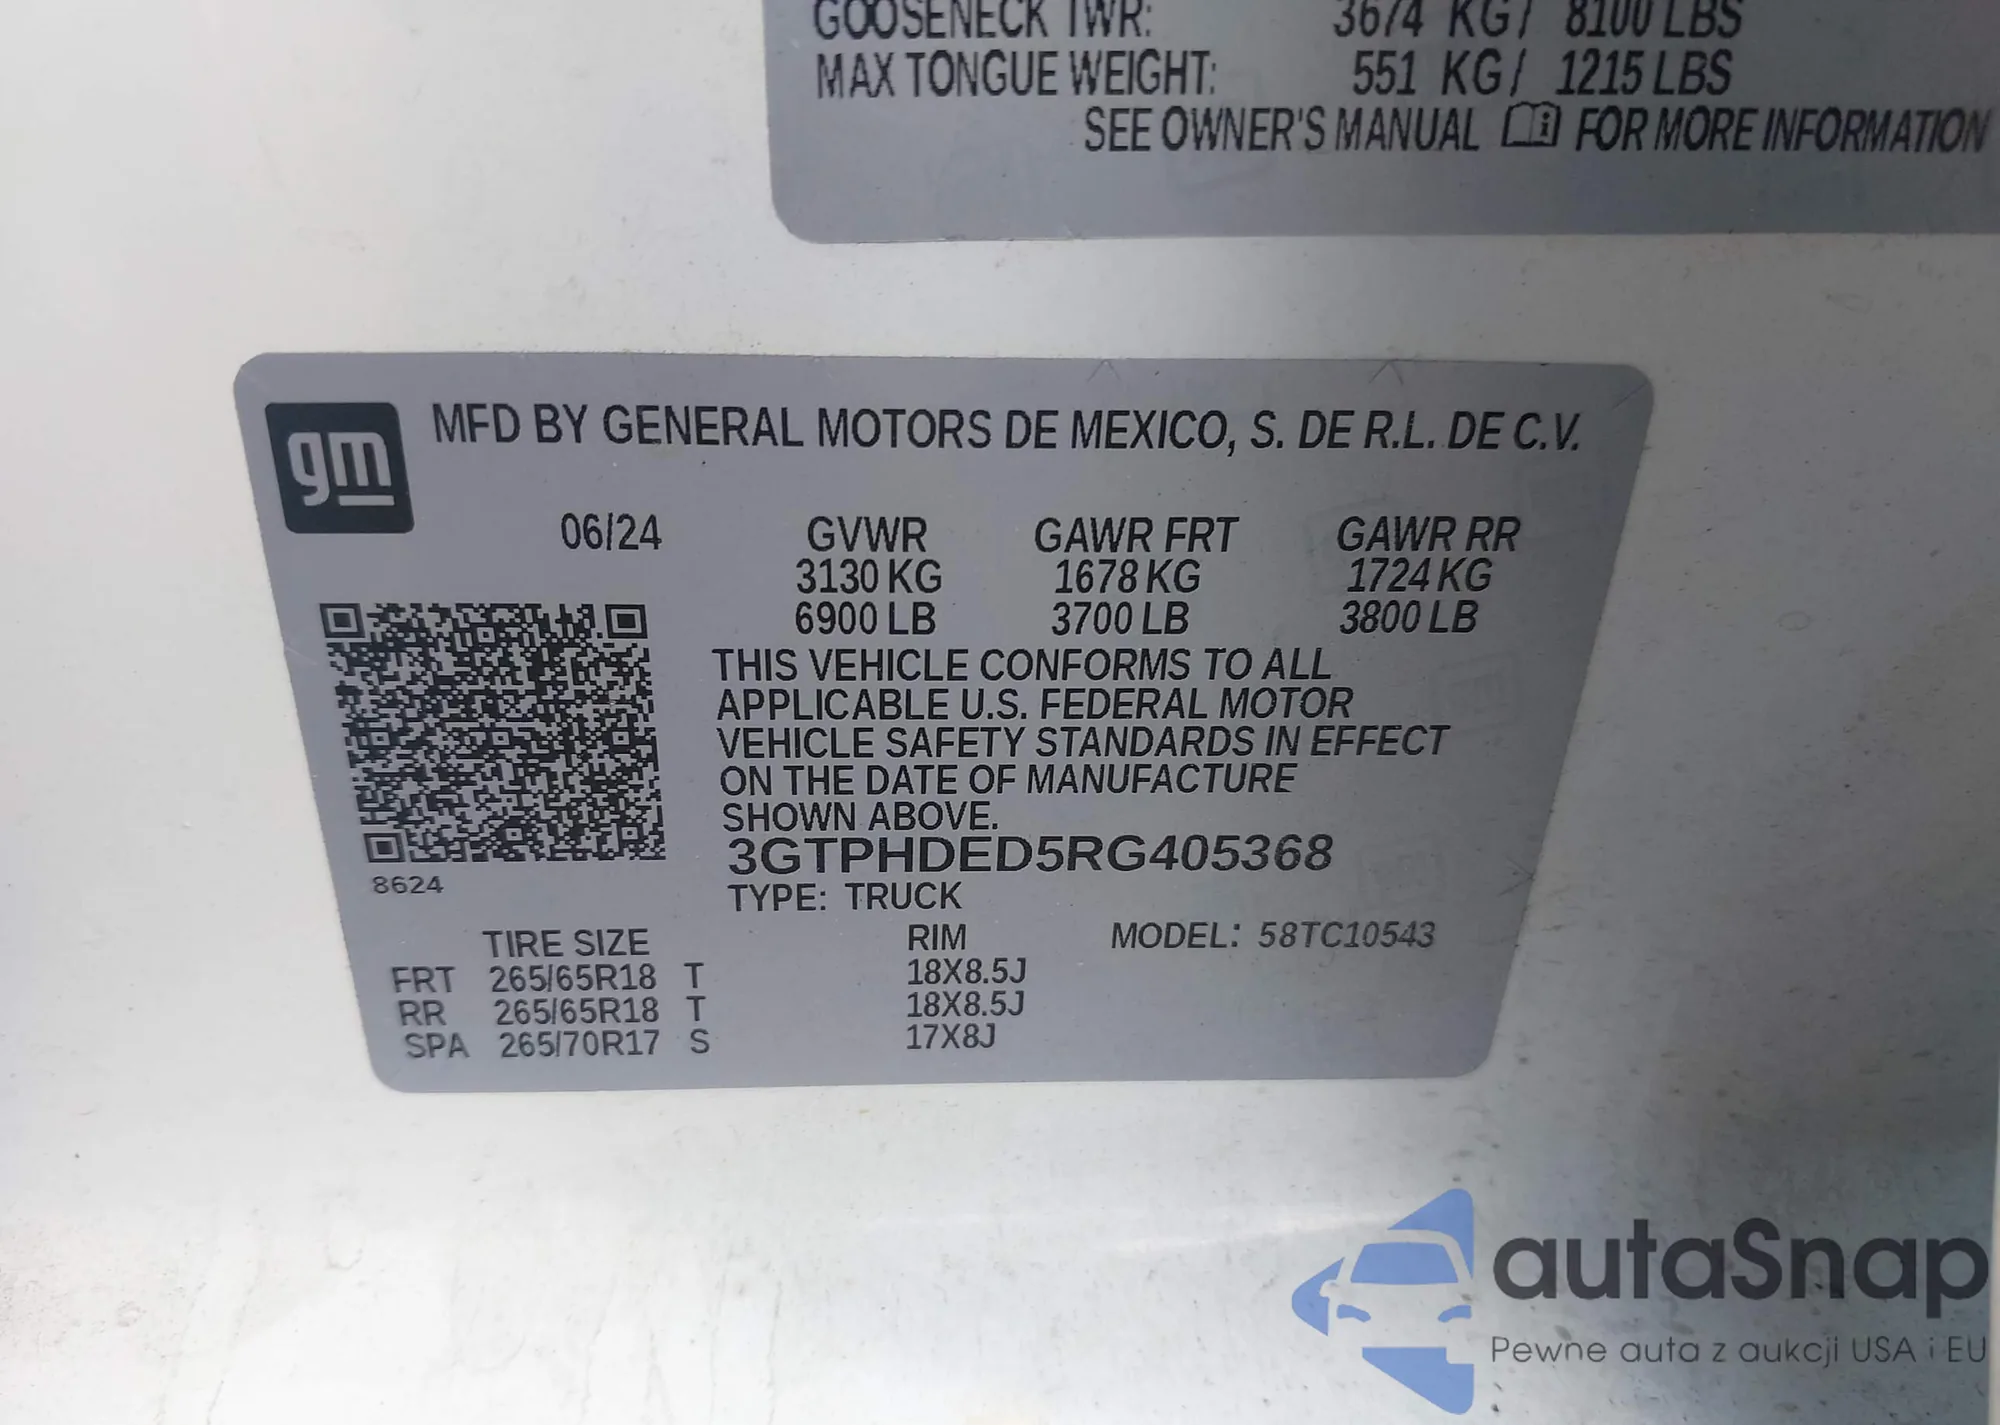 GOOSENECK TWR: 3674 KG/ 8100 LBS
MAX TONGUE WEIGHT: 551 KG/ 1215 LBS
SEE OWNER'S MANUAL FOR MORE INFORMATION
gm
MFD BY GENERAL MOTORS DE MEXICO, S. DE R.L. DE C.V.
06/24 GVWR GAWR FRT GAWR RR
3130 KG 1678 KG 1724 KG
6900 LB 3700 LB 3800 LB
THIS VEHICLE CONFORMS TO ALL
APPLICABLE U.S. FEDERAL MOTOR
VEHICLE SAFETY STANDARDS IN EFFECT
ON THE DATE OF MANUFACTURE
SHOWN ABOVE.
3GTPHDED5RG405368
8624
TYPE: TRUCK
TIRE SIZE RIM MODEL: 58TC10543
FRT 265/65R18 T 18X8.5J
RR 265/65R18 T 18X8.5J
SPA 265/70R17 S 17X8J
autaSnap
Pewne auta z aukcji USA i EU